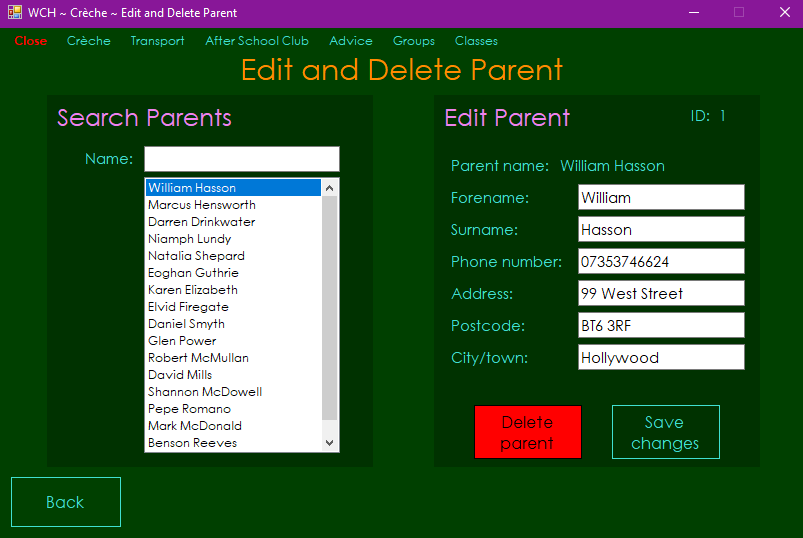 WCH ~ Crèche ~ Edit and Delete Parent
Close Crèche Transport After School Club Advice Groups Classes
Edit and Delete Parent
Search Parents
Name:
William Hasson
Marcus Hensworth
Darren Drinkwater
Niamph Lundy
Natalia Shepard
Eoghan Guthrie
Karen Elizabeth
Elvid Firegate
Daniel Smyth
Glen Power
Robert McMullan
David Mills
Shannon McDowell
Pepe Romano
Mark McDonald
Benson Reeves
Edit Parent
ID: 1
Parent name: William Hasson
Forename: William
Surname: Hasson
Phone number: 07353746624
Address: 99 West Street
Postcode: BT6 3RF
City/town: Hollywood
Delete
parent
Save
changes
Back